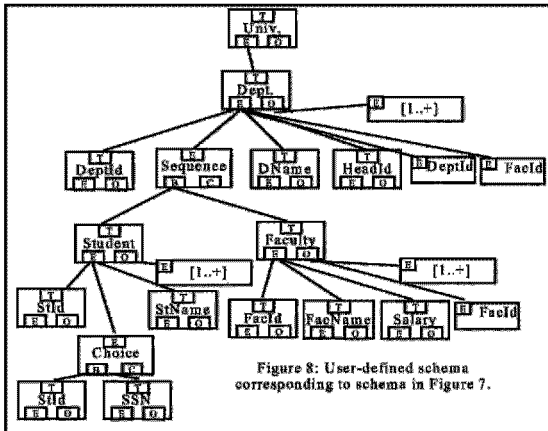 T
Univ.
E O
T
Dept.
E O
E [1..+]
T
DeptId
E O
E
Sequence
B C
T
DName
E O
T
HeadId
E O
E DeptId
E FacId
T
Student
E O
E [1..+]
T
Faculty
E O
E [1..+]
T
StId
E O
T
StName
E O
T
FacId
E O
T
FacName
E O
T
Salary
E O
E FacId
E
Choice
B C
T
StId
E O
T
SSN
E O
Figure 8: User-defined schema
corresponding to schema in Figure 7.